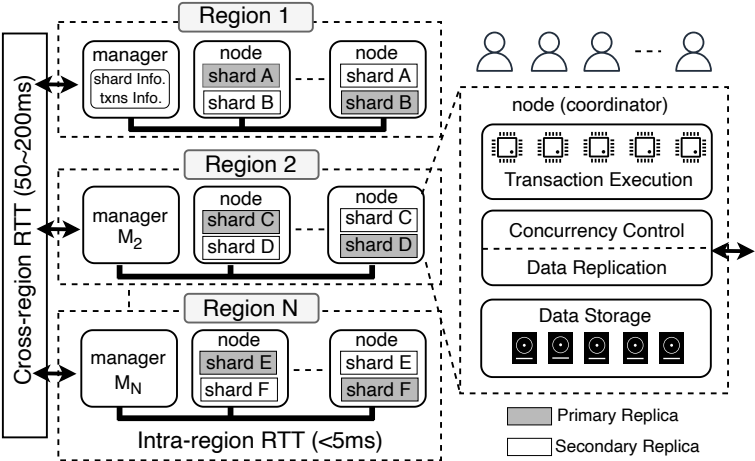 Cross-region RTT (50~200ms)
Region 1
manager
shard Info.
txns Info.
node
shard A
shard B
node
shard A
shard B
Region 2
manager
M2
node
shard C
shard D
node
shard C
shard D
Region N
manager
MN
node
shard E
shard F
node
shard E
shard F
Intra-region RTT (<5ms)
node (coordinator)
Transaction Execution
Concurrency Control
Data Replication
Data Storage
Primary Replica
Secondary Replica